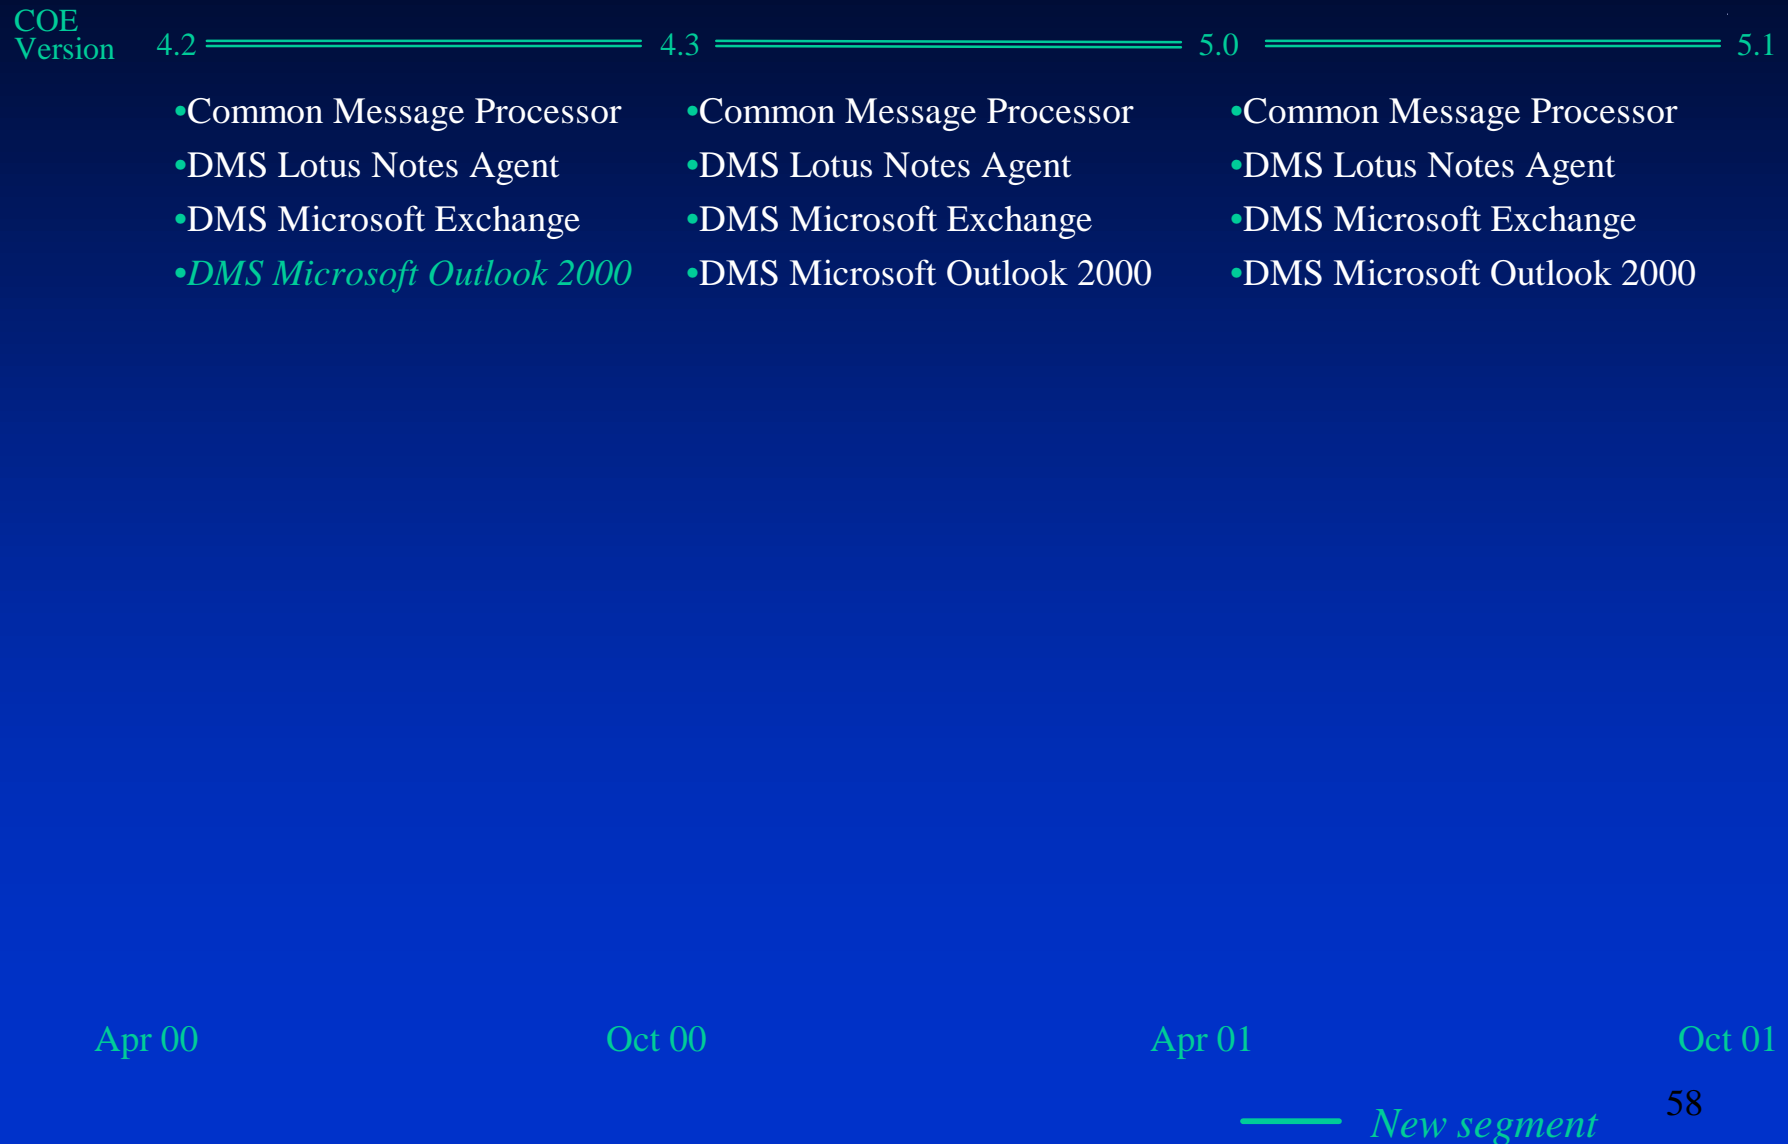 COE
Version 4.2 4.3 5.0 5.1
•Common Message Processor •Common Message Processor •Common Message Processor
•DMS Lotus Notes Agent •DMS Lotus Notes Agent •DMS Lotus Notes Agent
•DMS Microsoft Exchange •DMS Microsoft Exchange •DMS Microsoft Exchange
•DMS Microsoft Outlook 2000 •DMS Microsoft Outlook 2000 •DMS Microsoft Outlook 2000
Apr 00 Oct 00 Apr 01 Oct 01
New segment 58